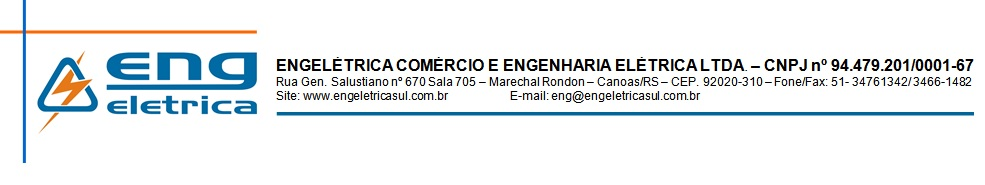 eng
eletrica
ENGELÉTRICA COMÉRCIO E ENGENHARIA ELÉTRICA LTDA. – CNPJ nº 94.479.201/0001-67
Rua Gen. Salustiano nº 670 Sala 705 – Marechal Rondon – Canoas/RS – CEP. 92020-310 – Fone/Fax: 51- 34761342/3466-1482
Site: www.engeletricasul.com.br E-mail: eng@engeletricasul.com.br